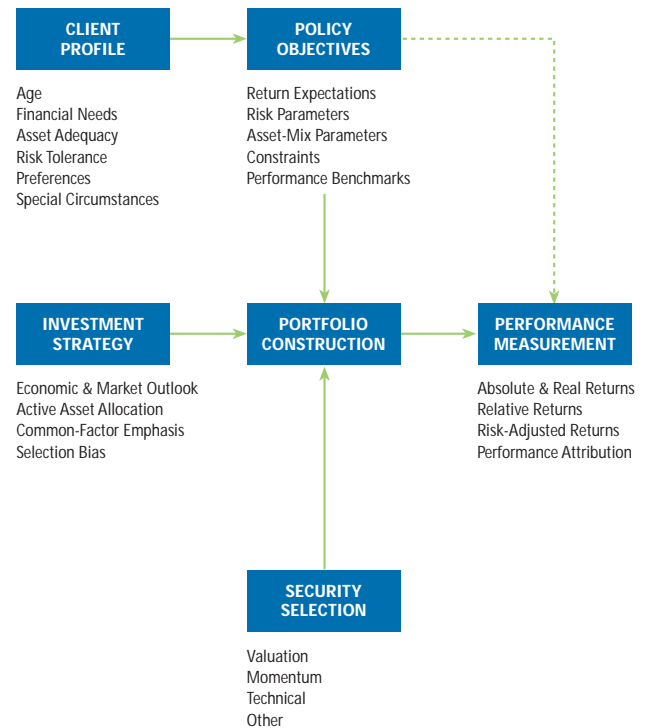 CLIENT
PROFILE
Age
Financial Needs
Asset Adequacy
Risk Tolerance
Preferences
Special Circumstances
POLICY
OBJECTIVES
Return Expectations
Risk Parameters
Asset-Mix Parameters
Constraints
Performance Benchmarks
INVESTMENT
STRATEGY
Economic & Market Outlook
Active Asset Allocation
Common-Factor Emphasis
Selection Bias
PORTFOLIO
CONSTRUCTION
PERFORMANCE
MEASUREMENT
Absolute & Real Returns
Relative Returns
Risk-Adjusted Returns
Performance Attribution
SECURITY
SELECTION
Valuation
Momentum
Technical
Other